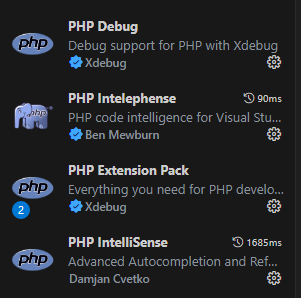 PHP Debug
Debug support for PHP with Xdebug
Xdebug
PHP Intelephense 90ms
PHP code intelligence for Visual Stu...
Ben Mewburn
PHP Extension Pack
Everything you need for PHP develo...
2 Xdebug
PHP IntelliSense 1685ms
Advanced Autocompletion and Ref...
Damjan Cvetko
php
php
php